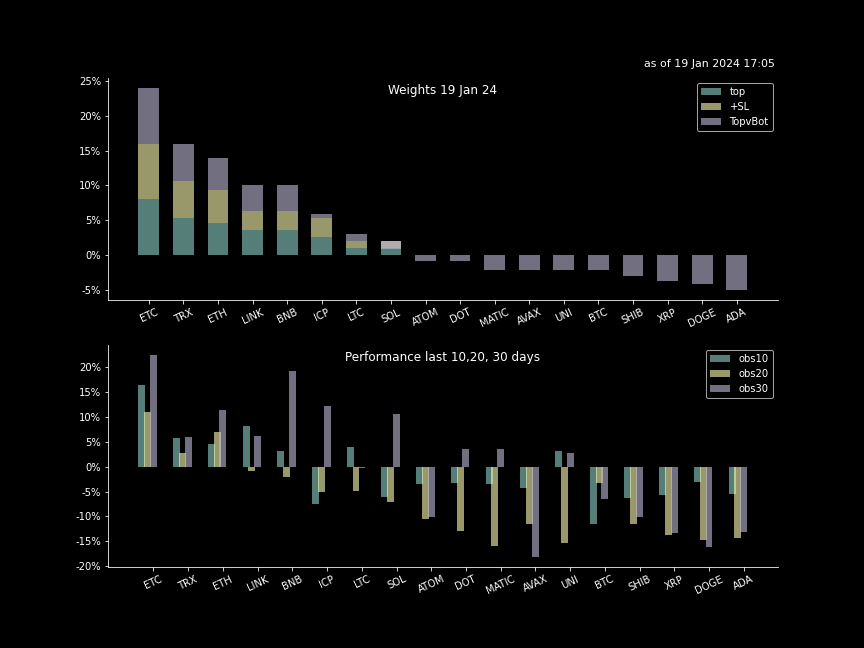 as of 19 Jan 2024 17:05
Weights 19 Jan 24
top
+SL
TopvBot
25%
20%
15%
10%
5%
0%
-5%
ETC TRX ETH LINK BNB ICP LTC SOL ATOM DOT MATIC AVAX UNI BTC SHIB XRP DOGE ADA
Performance last 10,20, 30 days
obs10
obs20
obs30
20%
15%
10%
5%
0%
-5%
-10%
-15%
-20%
ETC TRX ETH LINK BNB ICP LTC SOL ATOM DOT MATIC AVAX UNI BTC SHIB XRP DOGE ADA